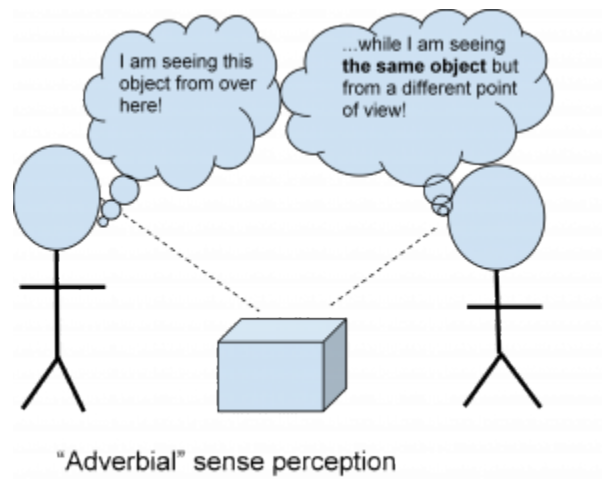 I am seeing this
object from over
here!
...while I am seeing
the same object but
from a different point
of view!
“Adverbial” sense perception